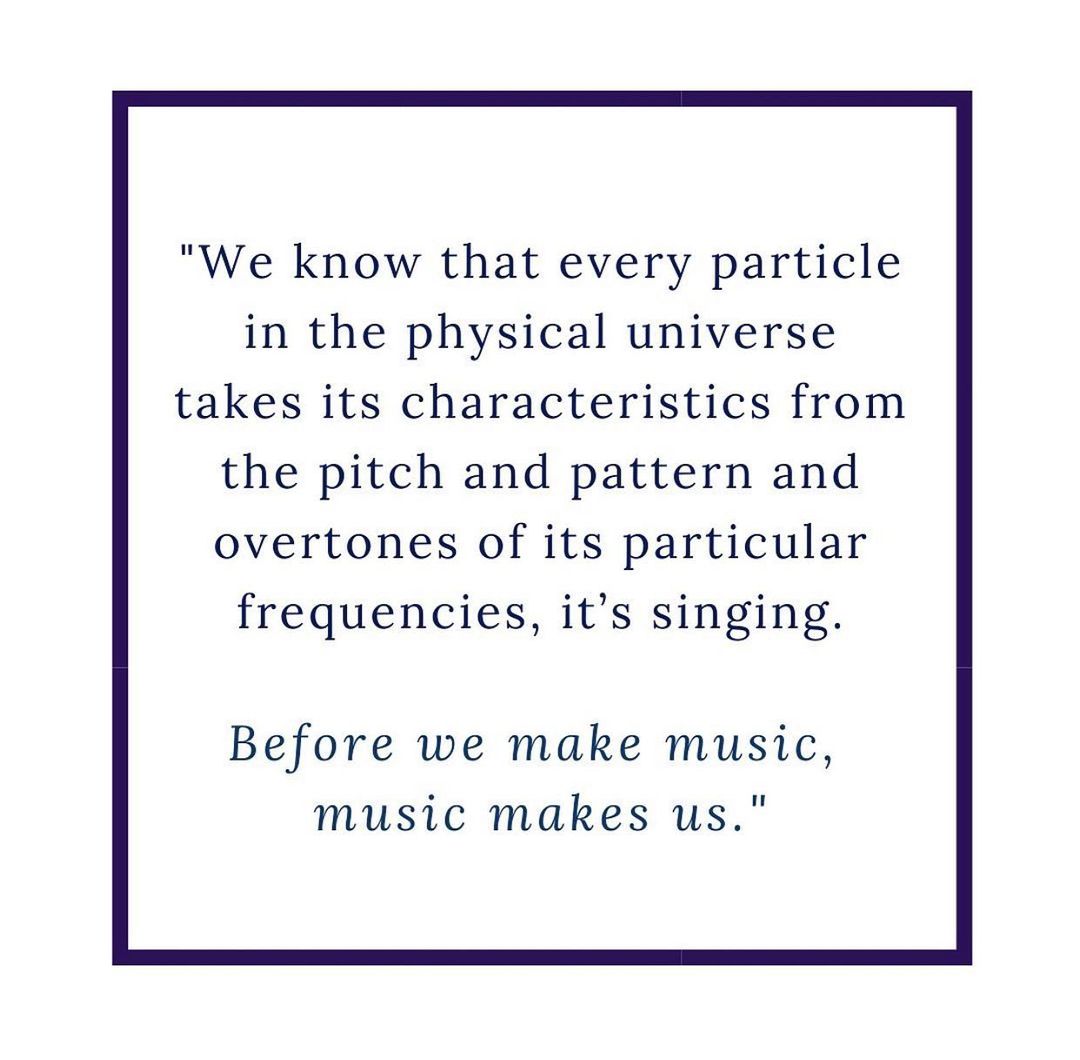 "We know that every particle
in the physical universe
takes its characteristics from
the pitch and pattern and
overtones of its particular
frequencies, it’s singing.
Before we make music,
music makes us."